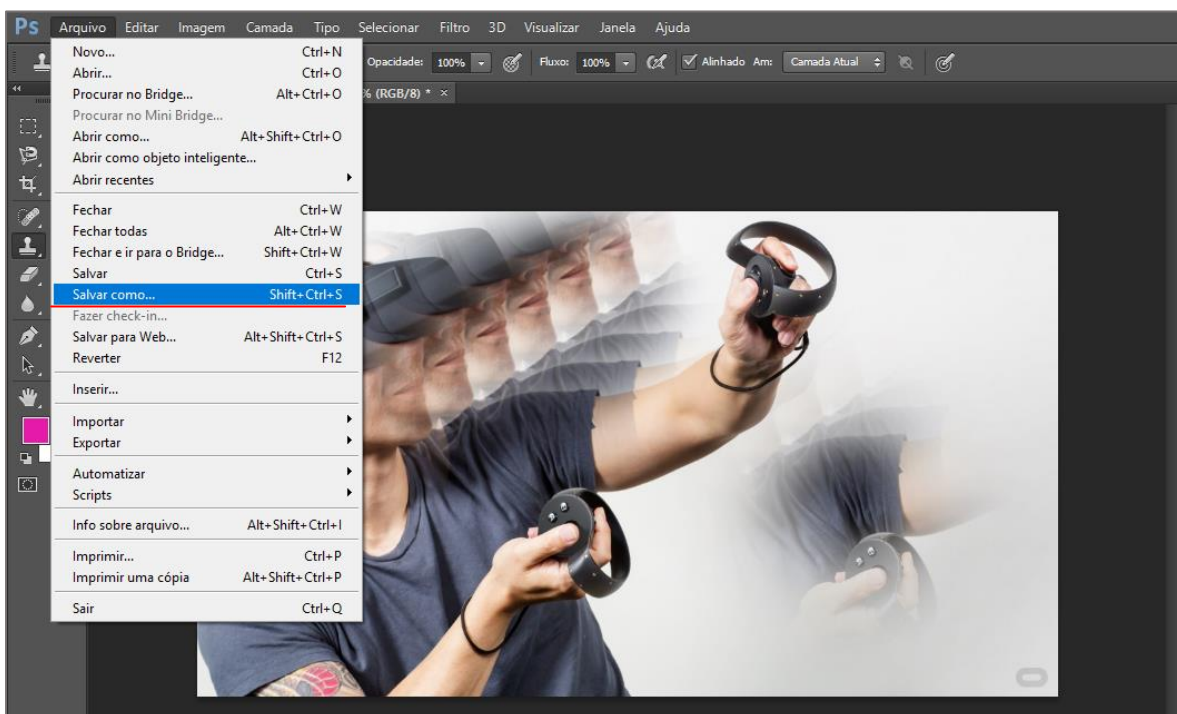 Ps Arquivo Editar Imagem Camada Tipo Selecionar Filtro 3D Visualizar Janela Ajuda
Opacidade: 100% Fluxo: 100% Alinhado Am: Camada Atual
% (RGB/8) * ×
Novo... Ctrl+N
Abrir... Ctrl+O
Procurar no Bridge... Alt+Ctrl+O
Procurar no Mini Bridge...
Abrir como... Alt+Shift+Ctrl+O
Abrir como objeto inteligente...
Abrir recentes
Fechar Ctrl+W
Fechar todas Alt+Ctrl+W
Fechar e ir para o Bridge... Shift+Ctrl+W
Salvar Ctrl+S
Salvar como... Shift+Ctrl+S
Fazer check-in...
Salvar para Web... Alt+Shift+Ctrl+S
Reverter F12
Inserir...
Importar
Exportar
Automatizar
Scripts
Info sobre arquivo... Alt+Shift+Ctrl+I
Imprimir... Ctrl+P
Imprimir uma cópia Alt+Shift+Ctrl+P
Sair Ctrl+Q